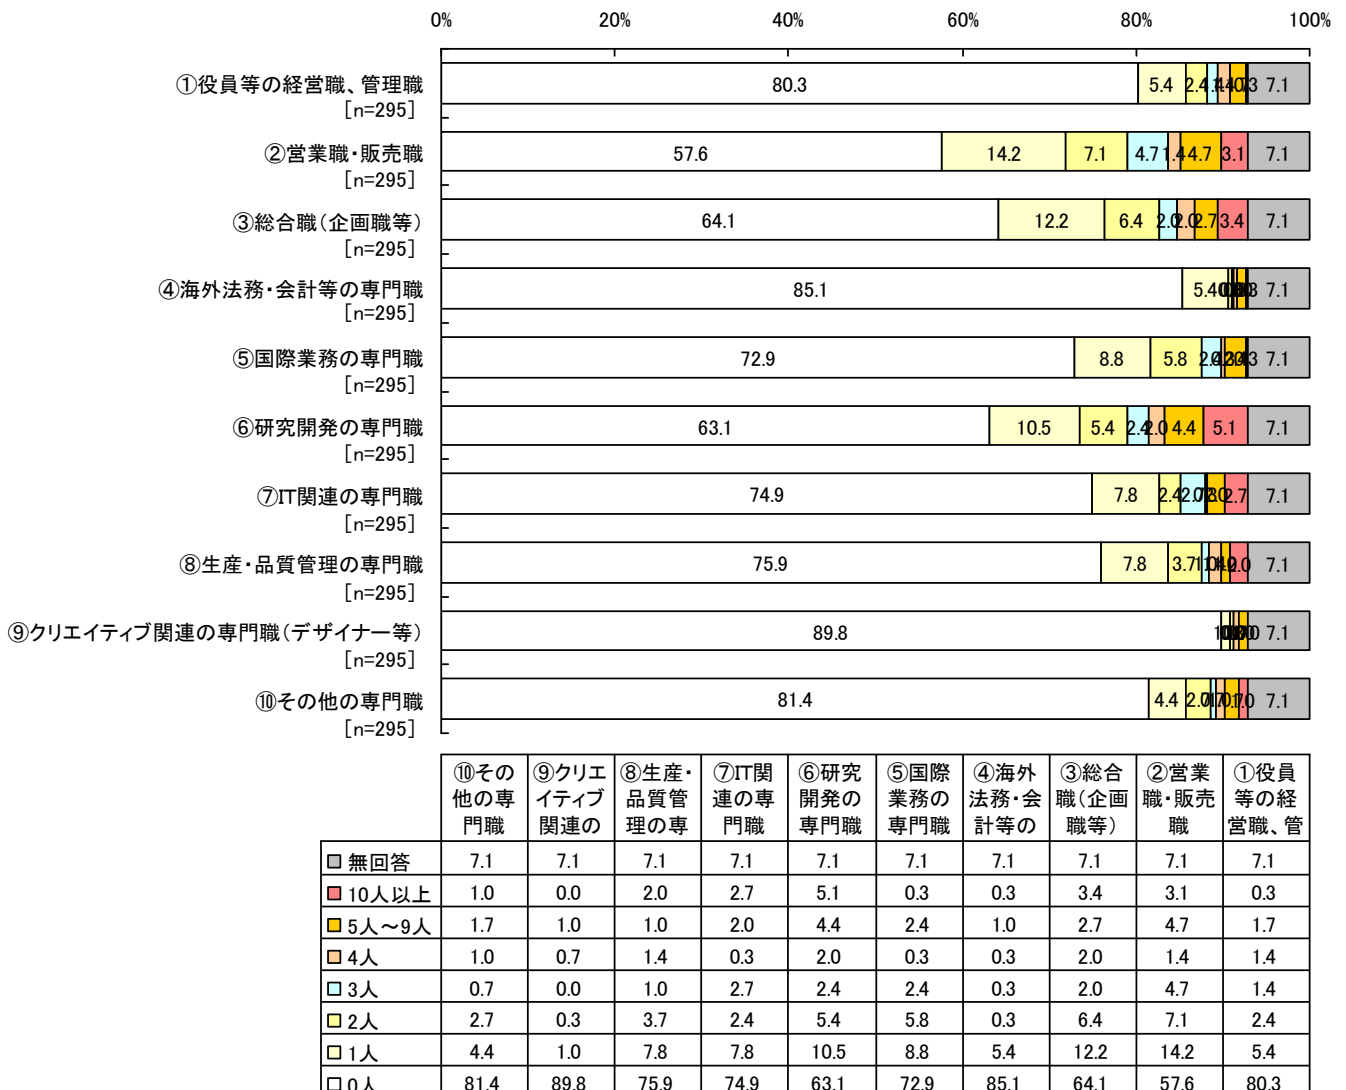 0% 20% 40% 60% 80% 100%
①役員等の経営職、管理職 80.3 5.4 2.4 7.1
[n=295]
②営業職・販売職 57.6 14.2 7.1 4.7 1.4 4.7 3.1 7.1
[n=295]
③総合職(企画職等) 64.1 12.2 6.4 2.0 2.0 2.7 3.4 7.1
[n=295]
④海外法務・会計等の専門職 85.1 5.4 7.1
[n=295]
⑤国際業務の専門職 72.9 8.8 5.8 7.1
[n=295]
⑥研究開発の専門職 63.1 10.5 5.4 2.4 2.0 4.4 5.1 7.1
[n=295]
⑦IT関連の専門職 74.9 7.8 2.4 2.7 7.1
[n=295]
⑧生産・品質管理の専門職 75.9 7.8 3.7 2.0 7.1
[n=295]
⑨クリエイティブ関連の専門職(デザイナー等) 89.8 7.1
[n=295]
⑩その他の専門職 81.4 4.4 7.1
[n=295]
⑩その ⑨クリエ ⑧生産・ ⑦IT関 ⑥研究 ⑤国際 ④海外 ③総合 ②営業 ①役員
他の専 イティブ 品質管 連の専 開発の 業務の 法務・会 職(企画 職・販売 等の経
門職 関連の 理の専 門職 専門職 専門職 計等の 職等) 職 営職、管
無回答 7.1 7.1 7.1 7.1 7.1 7.1 7.1 7.1 7.1 7.1
10人以上 1.0 0.0 2.0 2.7 5.1 0.3 0.3 3.4 3.1 0.3
5人～9人 1.7 1.0 1.0 2.0 4.4 2.4 1.0 2.7 4.7 1.7
4人 1.0 0.7 1.4 0.3 2.0 0.3 0.3 2.0 1.4 1.4
3人 0.7 0.0 1.0 2.7 2.4 2.4 0.3 2.0 4.7 1.4
2人 2.7 0.3 3.7 2.4 5.4 5.8 0.3 6.4 7.1 2.4
1人 4.4 1.0 7.8 7.8 10.5 8.8 5.4 12.2 14.2 5.4
0人 81.4 89.8 75.9 74.9 63.1 72.9 85.1 64.1 57.6 80.3